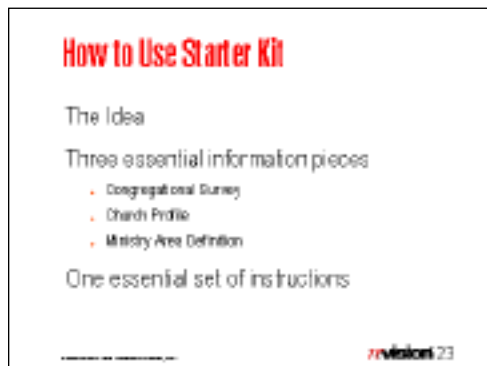 How to Use Starter Kit
The Idea
Three essential information pieces
Congregational Survey
Church Profile
Ministry Area Definition
One essential set of instructions
revision 23